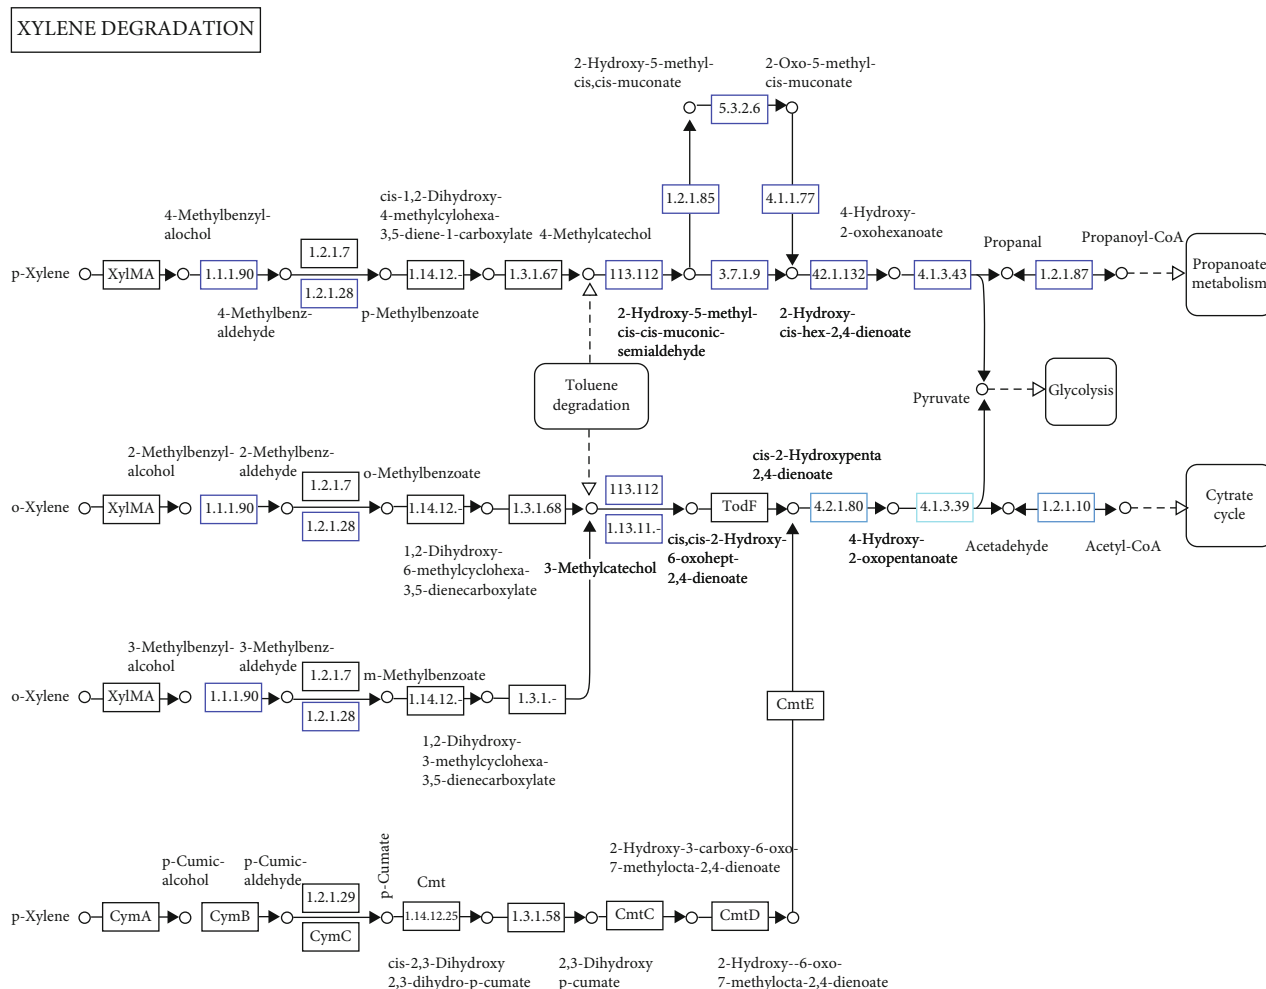 XYLENE DEGRADATION
2-Hydroxy-5-methyl-
cis,cis-muconate
2-Oxo-5-methyl-
cis-muconate
5.3.2.6
1.2.1.85
4.1.1.77
cis-1,2-Dihydroxy-
4-methylcylohexa-
3,5-diene-1-carboxylate
4-Methylbenzyl-
alochol
4-Methylcatechol
4-Hydroxy-
2-oxohexanoate
Propanal
Propanoyl-CoA
p-Xylene
XylMA
1.1.1.90
1.2.1.7
1.2.1.28
1.14.12.-
1.3.1.67
113.112
3.7.1.9
42.1.132
4.1.3.43
1.2.1.87
Propanoate
metabolism
4-Methylbenz-
aldehyde
p-Methylbenzoate
2-Hydroxy-5-methyl-
cis-cis-muconic-
semialdehyde
2-Hydroxy-
cis-hex-2,4-dienoate
Toluene
degradation
Pyruvate
Glycolysis
2-Methylbenzyl-
alcohol
2-Methylbenz-
aldehyde
o-Methylbenzoate
cis-2-Hydroxypenta
2,4-dienoate
o-Xylene
XylMA
1.1.1.90
1.2.1.7
1.2.1.28
1.14.12.-
1.3.1.68
113.112
1.13.11.-
TodF
4.2.1.80
4.1.3.39
1.2.1.10
Cytrate
cycle
1,2-Dihydroxy-
6-methylcyclohexa-
3,5-dienecarboxylate
3-Methylcatechol
cis,cis-2-Hydroxy-
6-oxohept-
2,4-dienoate
4-Hydroxy-
2-oxopentanoate
Acetadehyde
Acetyl-CoA
3-Methylbenzyl-
alcohol
3-Methylbenz-
aldehyde
m-Methylbenzoate
o-Xylene
XylMA
1.1.1.90
1.2.1.7
1.2.1.28
1.14.12.-
1.3.1.-
CmtE
1,2-Dihydroxy-
3-methylcyclohexa-
3,5-dienecarboxylate
p-Cumic-
alcohol
p-Cumic-
aldehyde
p-Cumate
Cmt
2-Hydroxy-3-carboxy-6-oxo-
7-methylocta-2,4-dienoate
p-Xylene
CymA
CymB
1.2.1.29
CymC
1.14.12.25
1.3.1.58
CmtC
CmtD
cis-2,3-Dihydroxy
2,3-dihydro-p-cumate
2,3-Dihydroxy
p-cumate
2-Hydroxy--6-oxo-
7-methylocta-2,4-dienoate